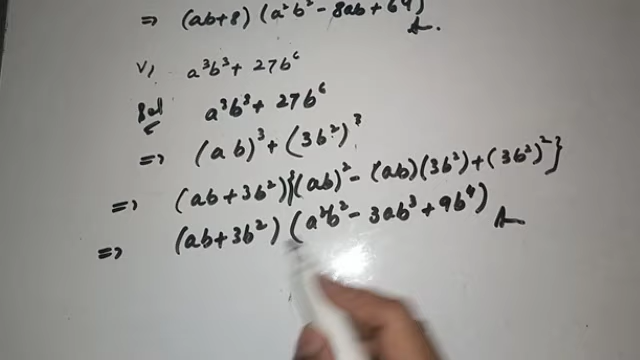 ⇒ (ab+8) (a²b² - 8ab + 64) A.
v) a³b³ + 27b⁶
Sol a³b³ + 27b⁶
⇒ (ab)³ + (3b²)³
⇒ (ab + 3b²) {(ab)² - (ab)(3b²) + (3b²)²}
⇒ (ab + 3b²) (a²b² - 3ab³ + 9b⁴) A